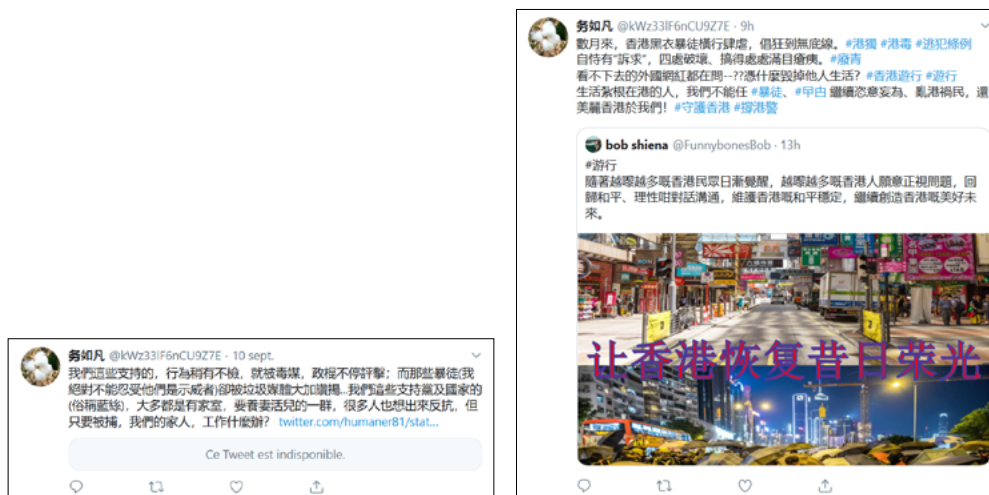 务如凡 @kWz33IF6nCU9Z7E · 10 sept.
我們這些支持的，行為稍有不檢，就被毒媒，政棍不停評擊；而那些暴徒(我
絕對不能忍受他們是示威者)卻被垃圾媒體大加讚揚...我們這些支持黨及國家的
(俗稱藍絲)，大多都是有家室，要養妻活兒的一群，很多人也想出來反抗，但
只要被捕，我們的家人，工作什麼辦？ twitter.com/humaner81/stat...
Ce Tweet est indisponible.
务如凡 @kWz33IF6nCU9Z7E · 9h
數月來，香港黑衣暴徒橫行肆虐，倡狂到無底線。#港獨 #港毒 #逃犯條例
自恃有"訴求"，四處破壞、搞得處處滿目瘡痍。#廢青
看不下去的外國網紅都在問--??憑什麼毀掉他人生活？ #香港遊行 #遊行
生活紮根在港的人，我們不能任 #暴徒、#曱甴 繼續恣意妄為、亂港禍民，還
美麗香港於我們！ #守護香港 #撐港警
bob shiena @FunnybonesBob · 13h
#游行
隨著越嚟越多嘅香港民眾日漸覺醒，越嚟越多嘅香港人願意正視問題，回
歸和平、理性咁對話溝通，維護香港嘅和平穩定，繼續創造香港嘅美好未
來。
让香港恢复昔日荣光